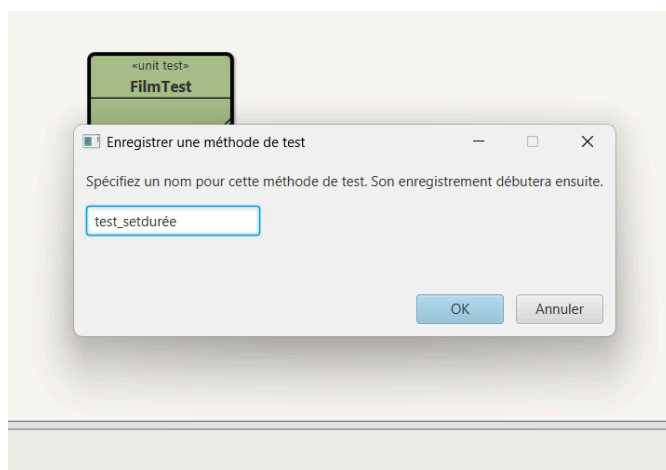 «unit test»
FilmTest
Enregistrer une méthode de test
Spécifiez un nom pour cette méthode de test. Son enregistrement débutera ensuite.
test_setdurée
OK
Annuler